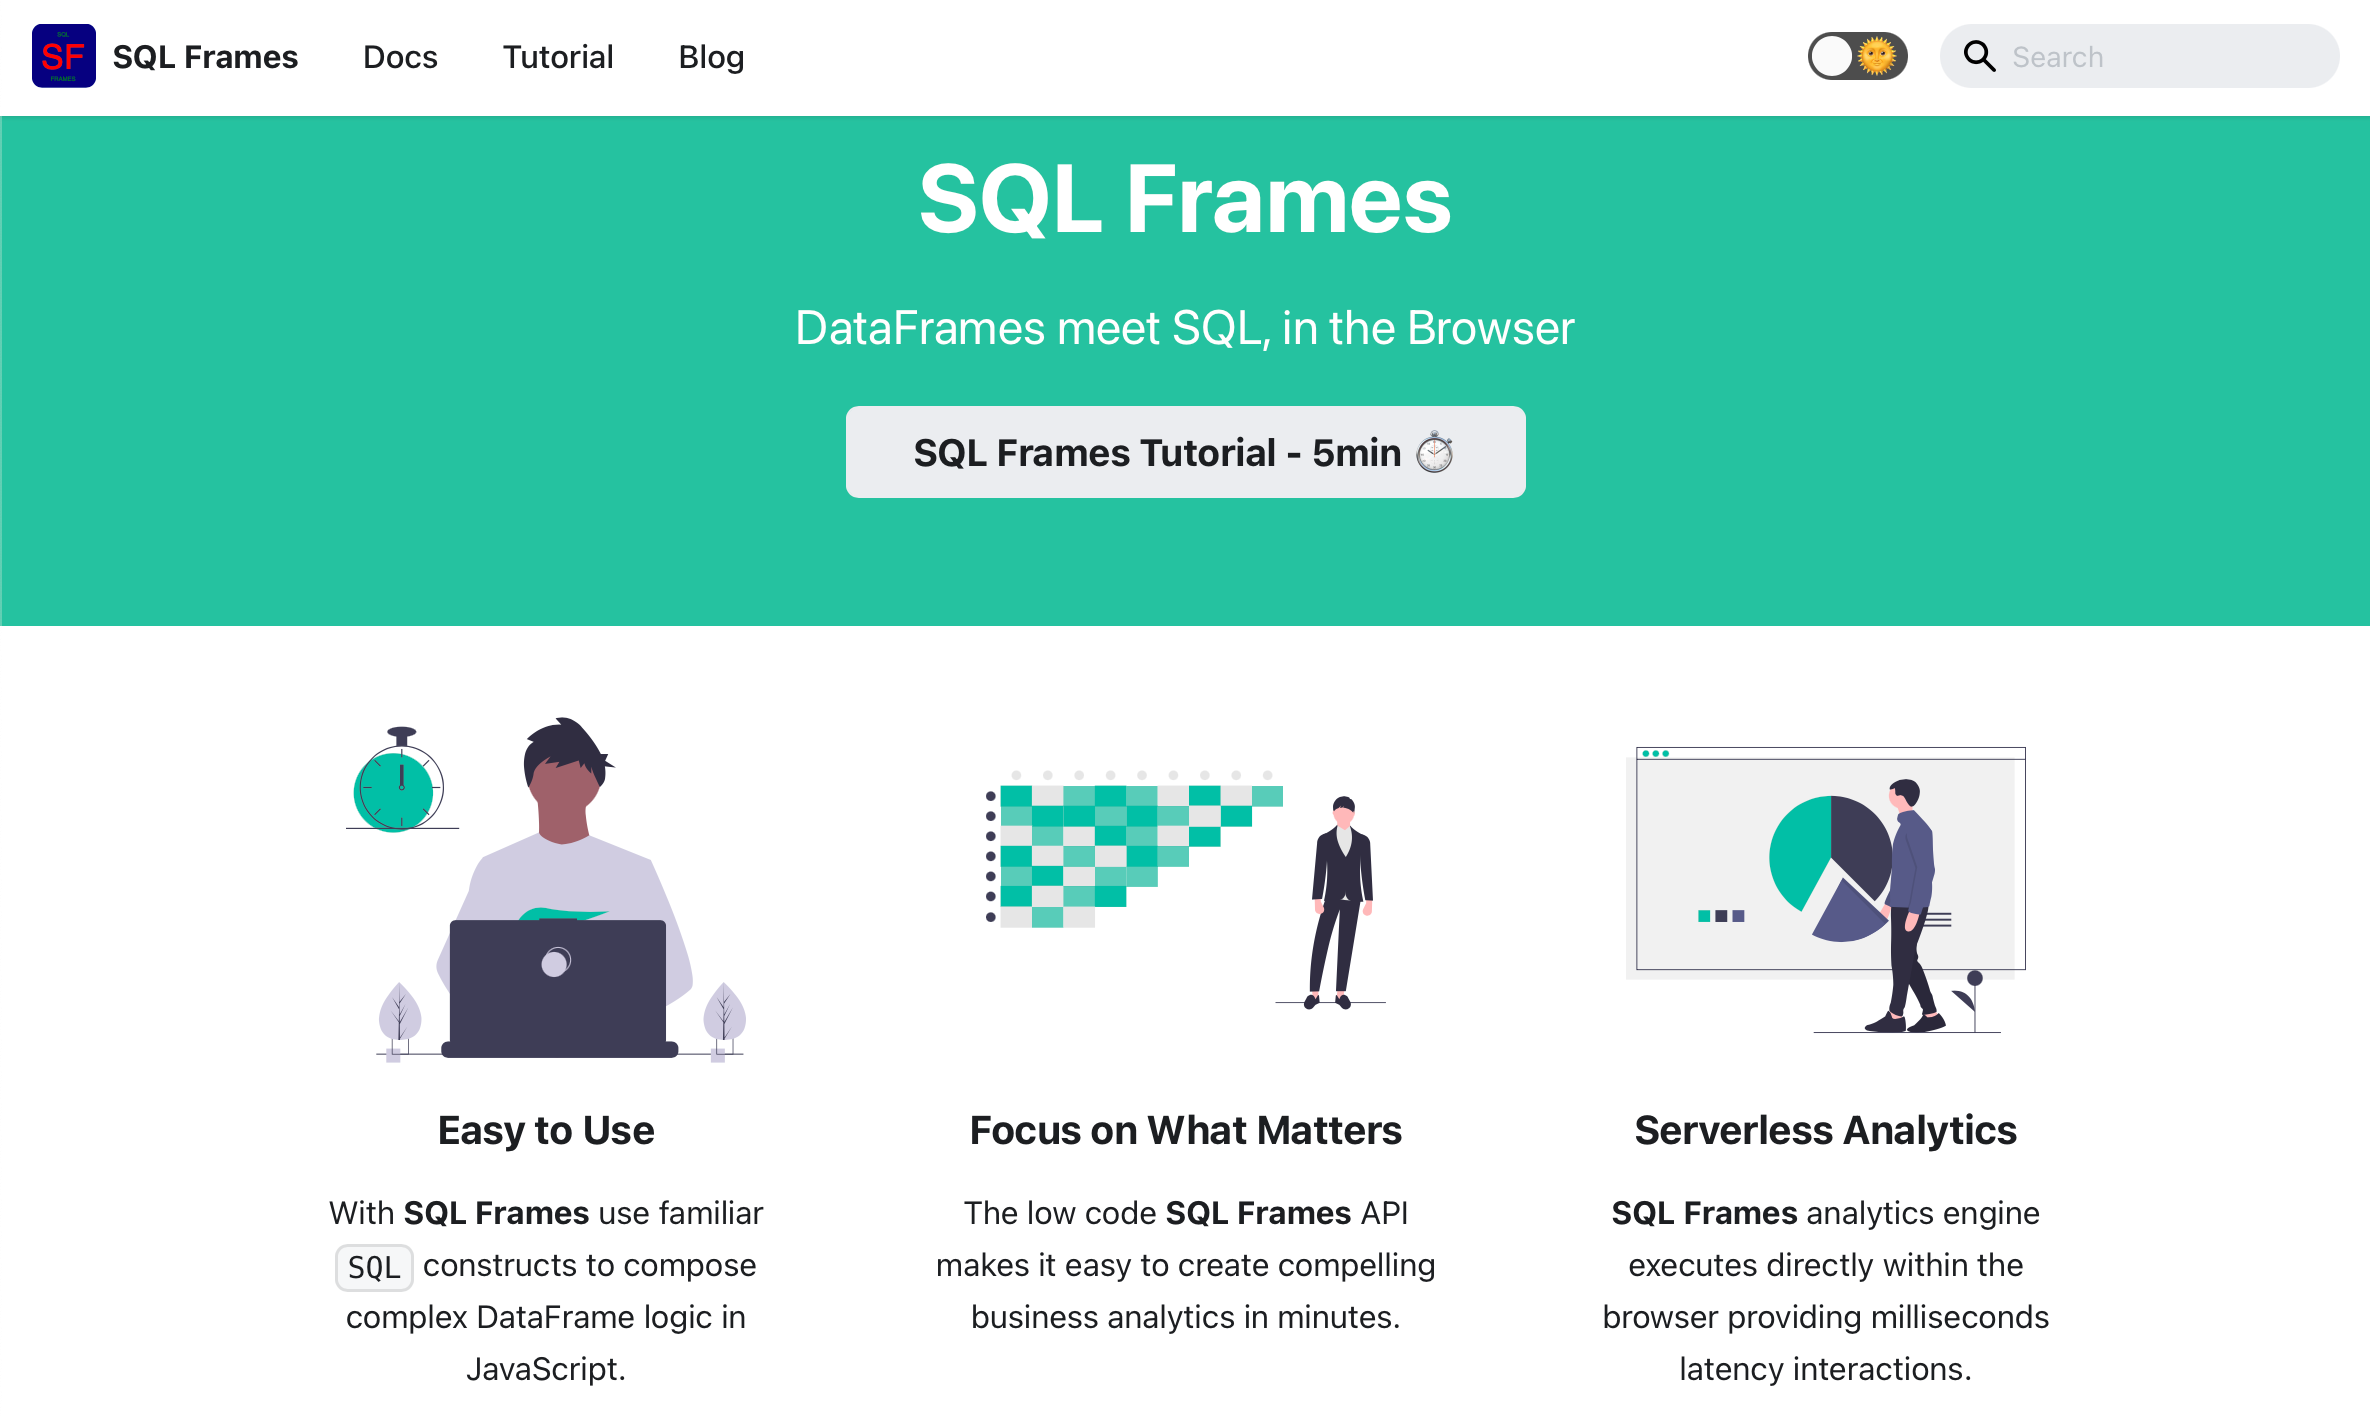 SQL
SF
FRAMES
SQL Frames
Docs
Tutorial
Blog
Search
SQL Frames
DataFrames meet SQL, in the Browser
SQL Frames Tutorial - 5min
Easy to Use
With SQL Frames use familiar
SQL constructs to compose
complex DataFrame logic in
JavaScript.
Focus on What Matters
The low code SQL Frames API
makes it easy to create compelling
business analytics in minutes.
Serverless Analytics
SQL Frames analytics engine
executes directly within the
browser providing milliseconds
latency interactions.